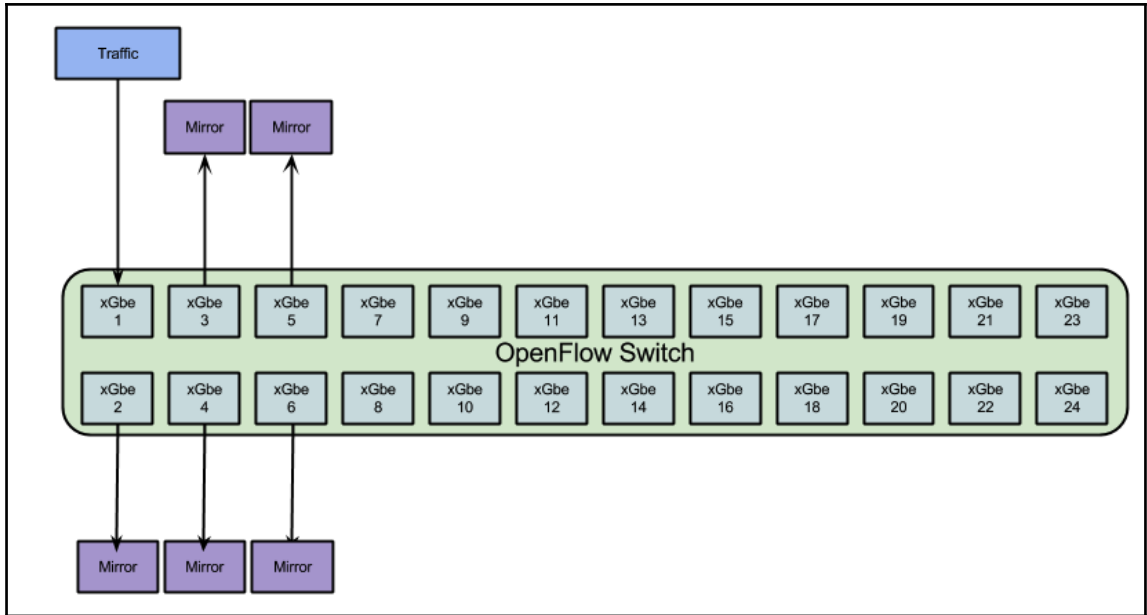 Traffic
Mirror Mirror
xGbe xGbe xGbe xGbe xGbe xGbe xGbe xGbe xGbe xGbe xGbe xGbe
1 3 5 7 9 11 13 15 17 19 21 23
OpenFlow Switch
xGbe xGbe xGbe xGbe xGbe xGbe xGbe xGbe xGbe xGbe xGbe xGbe
2 4 6 8 10 12 14 16 18 20 22 24
Mirror Mirror Mirror